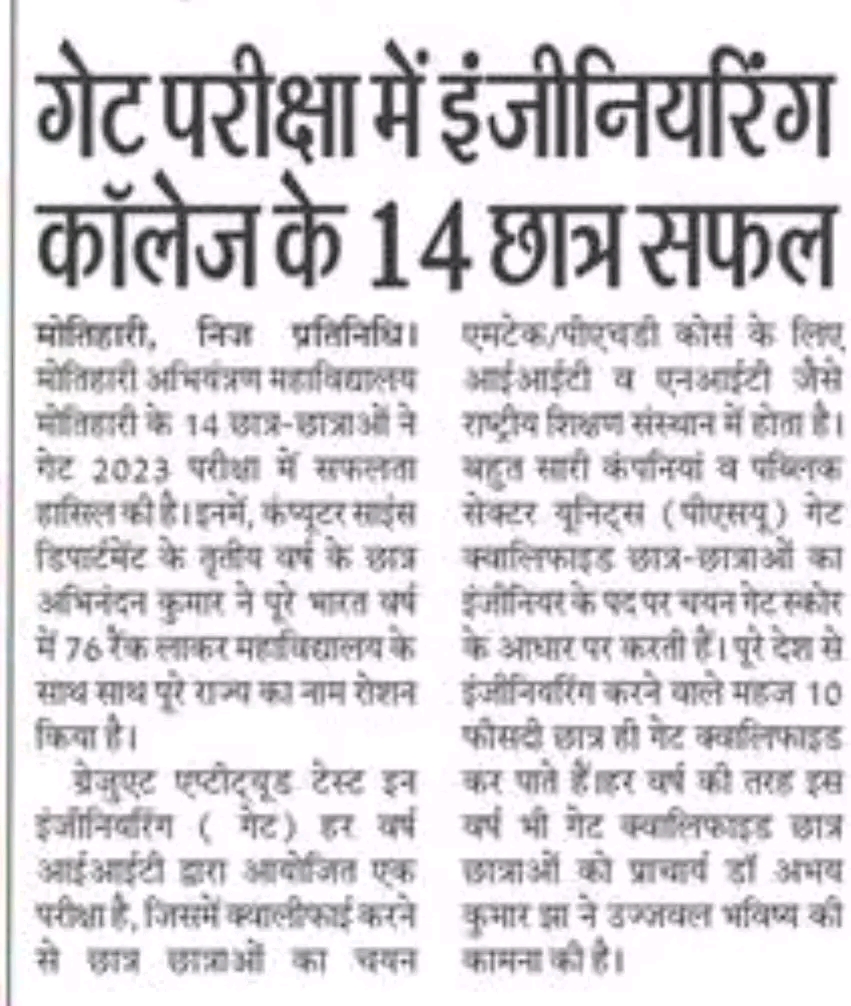 गेट परीक्षा में इंजीनियरिंग
कॉलेज के 14 छात्र सफल
मोतिहारी, निज प्रतिनिधि।
मोतिहारी अभियंत्रण महाविद्यालय
मोतिहारी के 14 छात्र-छात्राओं ने
गेट 2023 परीक्षा में सफलता
हासिल की है। इनमें, कंप्यूटर साइंस
डिपार्टमेंट के तृतीय वर्ष के छात्र
अभिनंदन कुमार ने पूरे भारत वर्ष
में 76 रैंक लाकर महाविद्यालय के
साथ साथ पूरे राज्य का नाम रोशन
किया है।
ग्रेजुएट एप्टीट्यूड टेस्ट इन
इंजीनियरिंग ( गेट) हर वर्ष
आईआईटी द्वारा आयोजित एक
परीक्षा है, जिसमें क्वालीफाई करने
से छात्र छात्राओं का चयन
एमटेक/पीएचडी कोर्स के लिए
आईआईटी व एनआईटी जैसे
राष्ट्रीय शिक्षण संस्थान में होता है।
बहुत सारी कंपनियां व पब्लिक
सेक्टर यूनिट्स (पीएसयू) गेट
क्वालिफाइड छात्र-छात्राओं का
इंजीनियर के पद पर चयन गेट स्कोर
के आधार पर करती हैं। पूरे देश से
इंजीनियरिंग करने वाले महज 10
फीसदी छात्र ही गेट क्वालिफाइड
कर पाते हैं।हर वर्ष की तरह इस
वर्ष भी गेट क्वालिफाइड छात्र
छात्राओं को प्राचार्य डॉ अभय
कुमार झा ने उज्जवल भविष्य की
कामना की है।